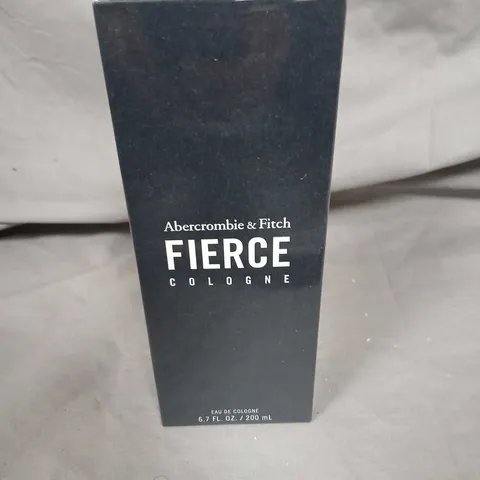 Abercrombie & Fitch
FIERCE
COLOGNE
EAU DE COLOGNE
6.7 FL. OZ. / 200 mL